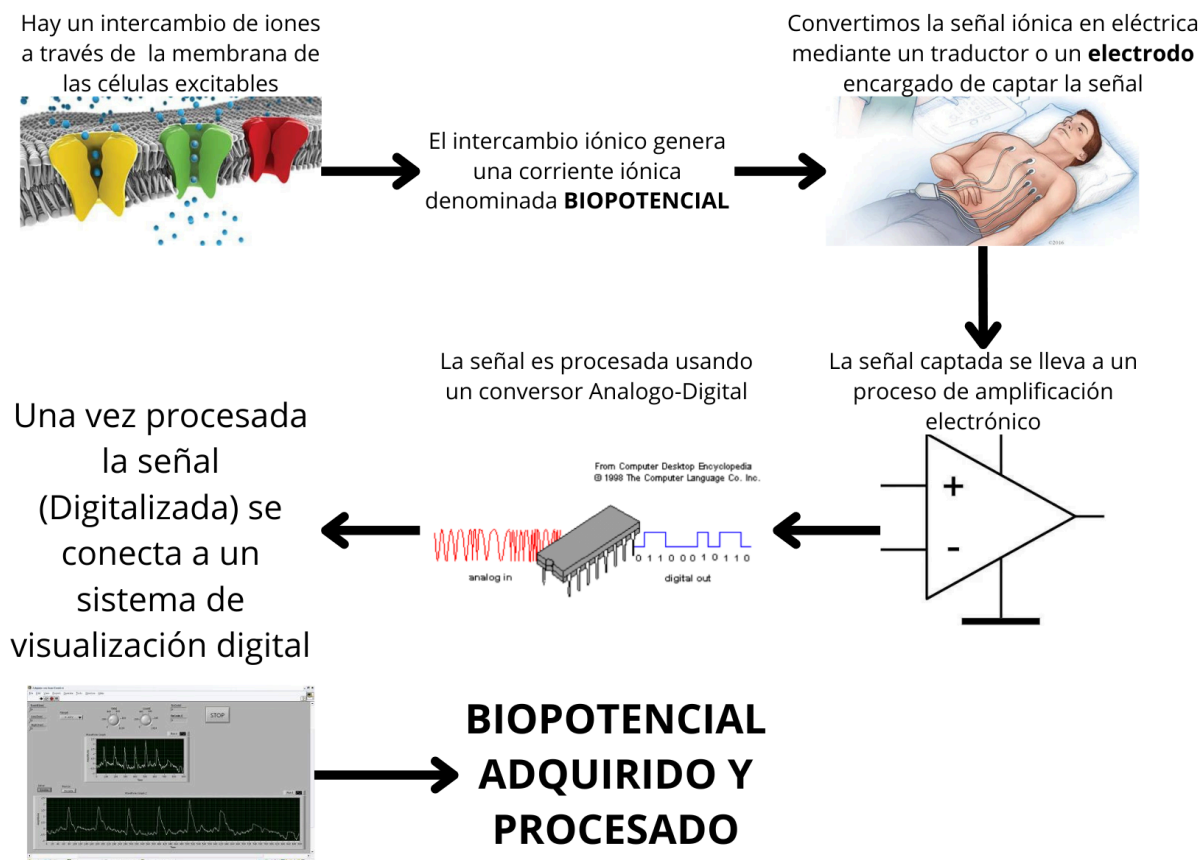 Hay un intercambio de iones
a través de la membrana de
las células excitables
El intercambio iónico genera
una corriente iónica
denominada BIOPOTENCIAL
Convertimos la señal iónica en eléctrica
mediante un traductor o un electrodo
encargado de captar la señal
©2016
La señal captada se lleva a un
proceso de amplificación
electrónico
+
-
La señal es procesada usando
un conversor Analogo-Digital
From Computer Desktop Encyclopedia
© 1998 The Computer Language Co. Inc.
analog in
0 1 1 0 0 0 1 0 1 1 0
digital out
Una vez procesada
la señal
(Digitalizada) se
conecta a un
sistema de
visualización digital
STOP
BIOPOTENCIAL
ADQUIRIDO Y
PROCESADO